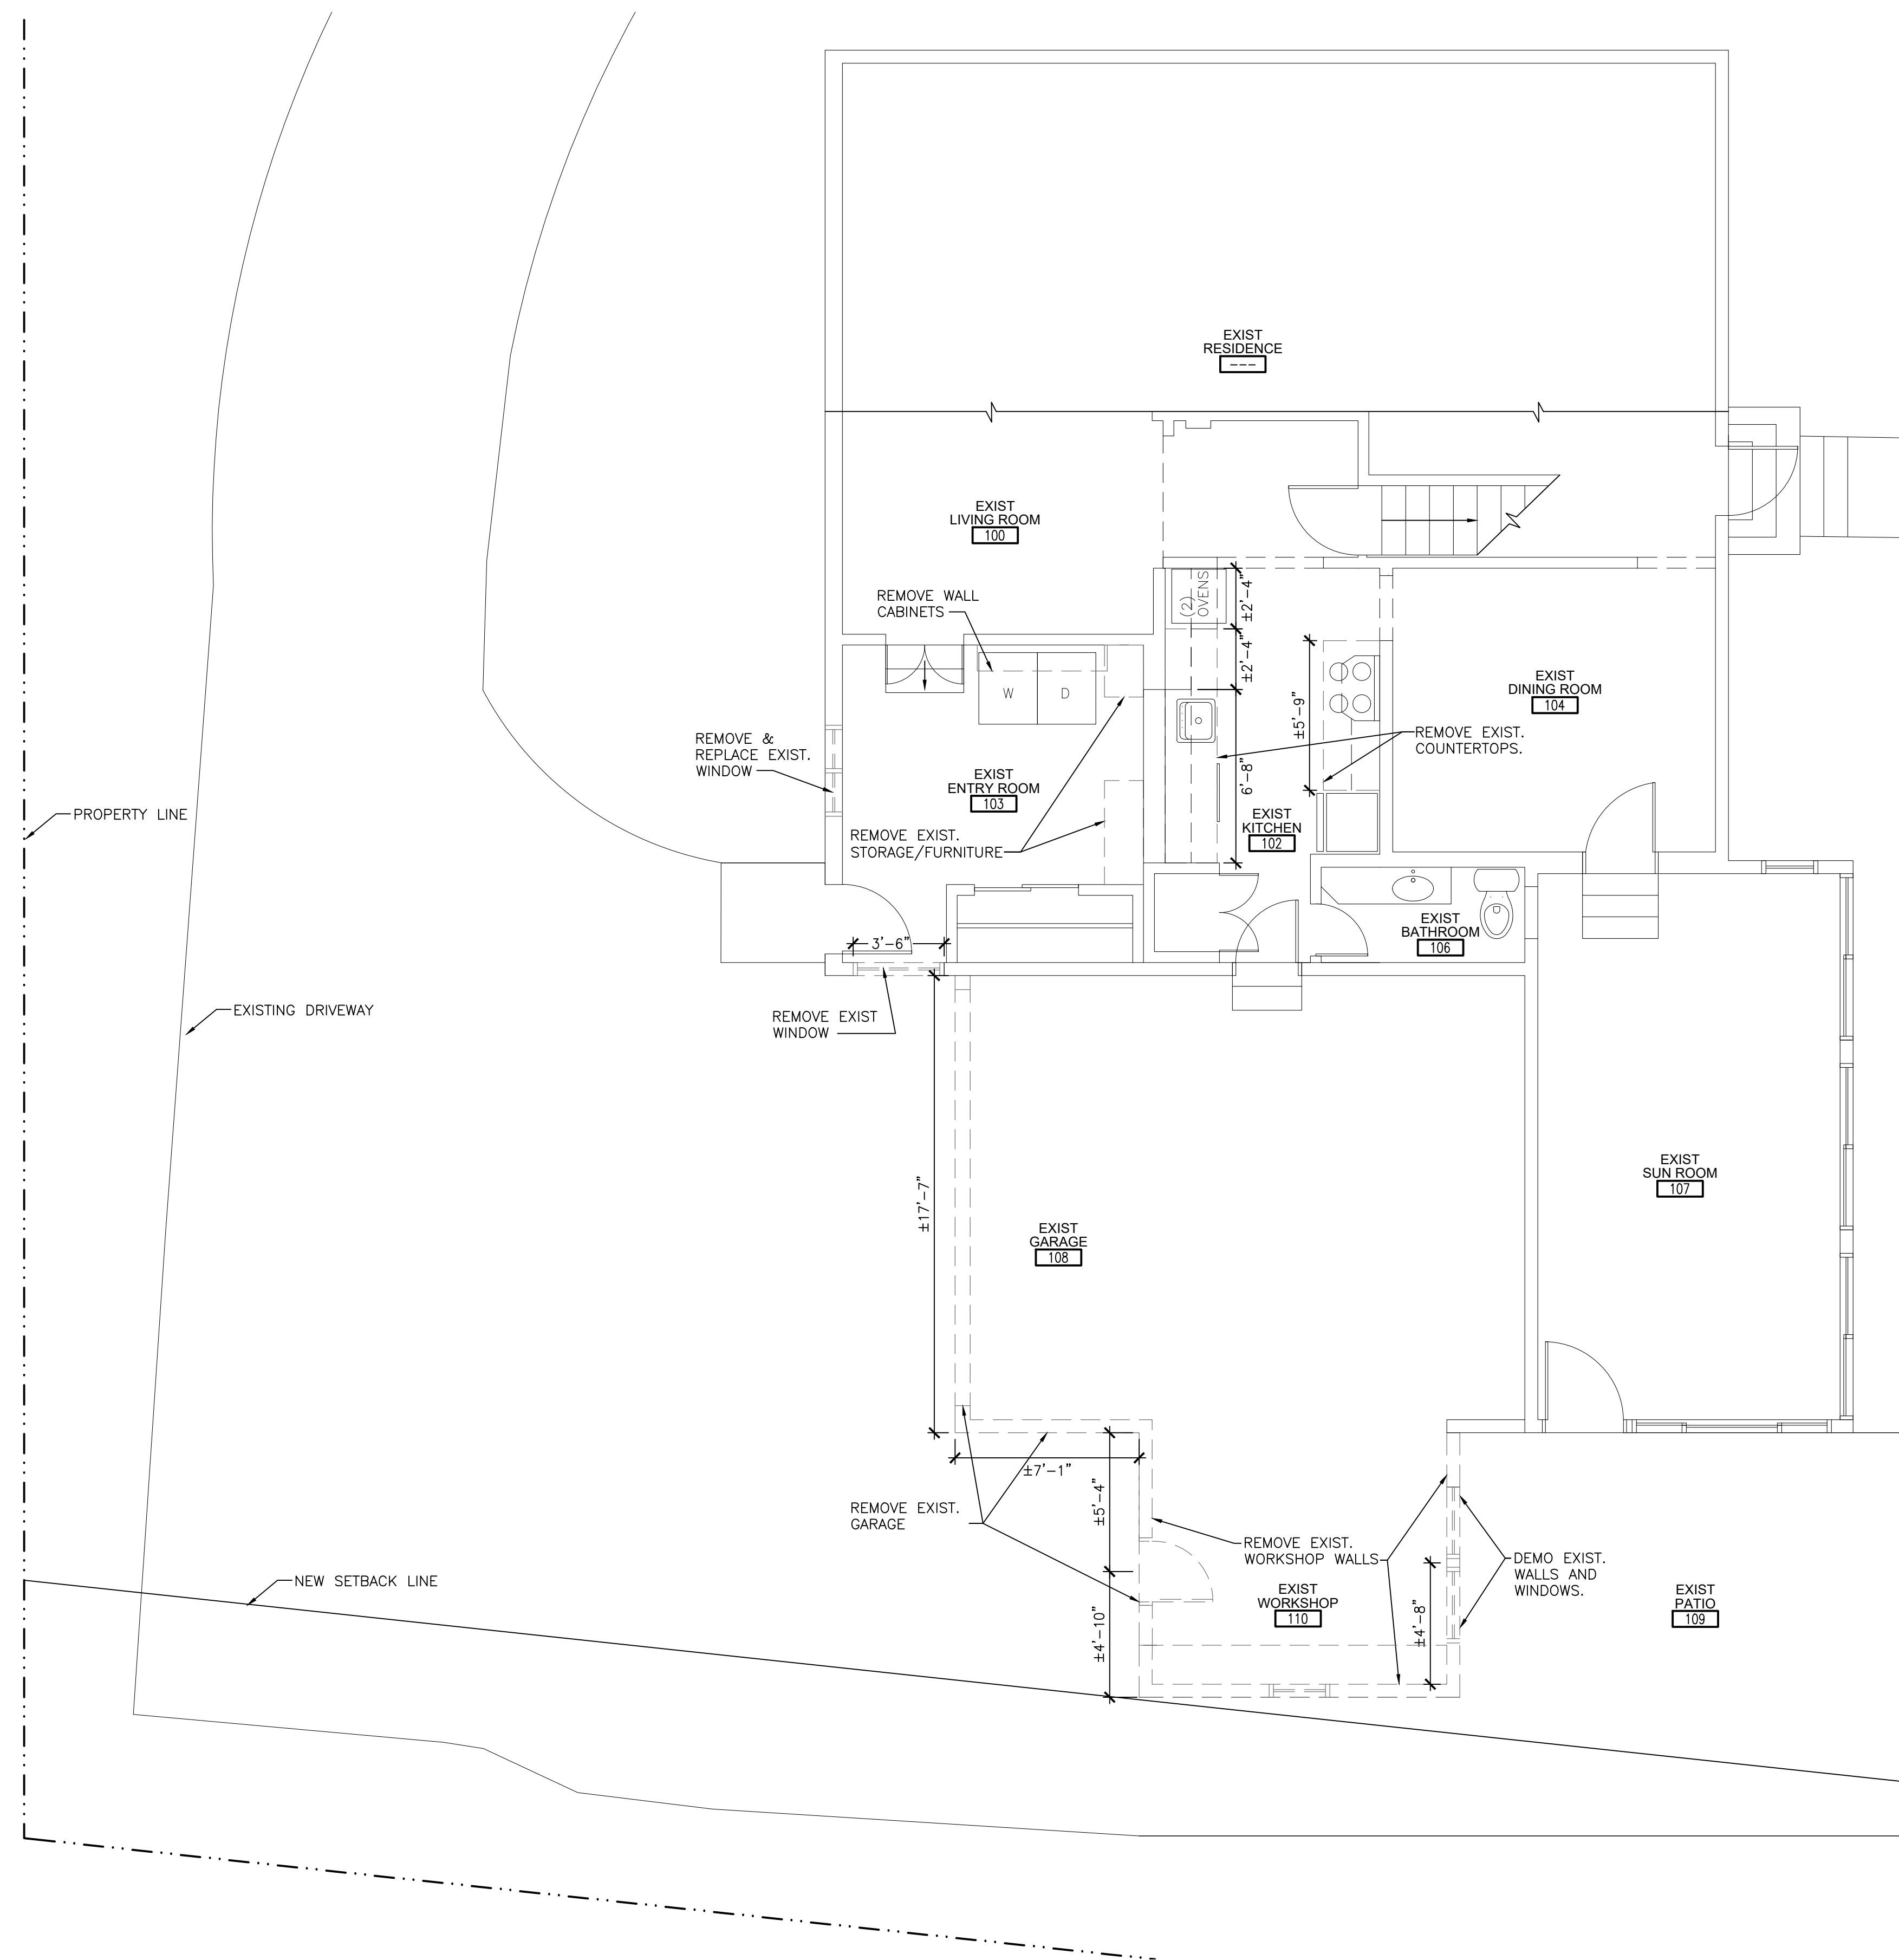 EXIST
RESIDENCE
---
EXIST
LIVING ROOM
100
REMOVE WALL
CABINETS
(2)
OVENS
±2'-4"
±2'-4"
6'-8"
±5'-9"
W
D
EXIST
DINING ROOM
104
REMOVE EXIST.
COUNTERTOPS.
REMOVE &
REPLACE EXIST.
WINDOW
EXIST
ENTRY ROOM
103
PROPERTY LINE
REMOVE EXIST.
STORAGE/FURNITURE
EXIST
KITCHEN
102
EXIST
BATHROOM
106
3'-6"
EXISTING DRIVEWAY
REMOVE EXIST
WINDOW
EXIST
SUN ROOM
107
±17'-7"
EXIST
GARAGE
108
±7'-1"
REMOVE EXIST.
GARAGE
±5'-4"
REMOVE EXIST.
WORKSHOP WALLS
DEMO EXIST.
WALLS AND
WINDOWS.
NEW SETBACK LINE
EXIST
WORKSHOP
110
EXIST
PATIO
109
±4'-10"
±4'-8"